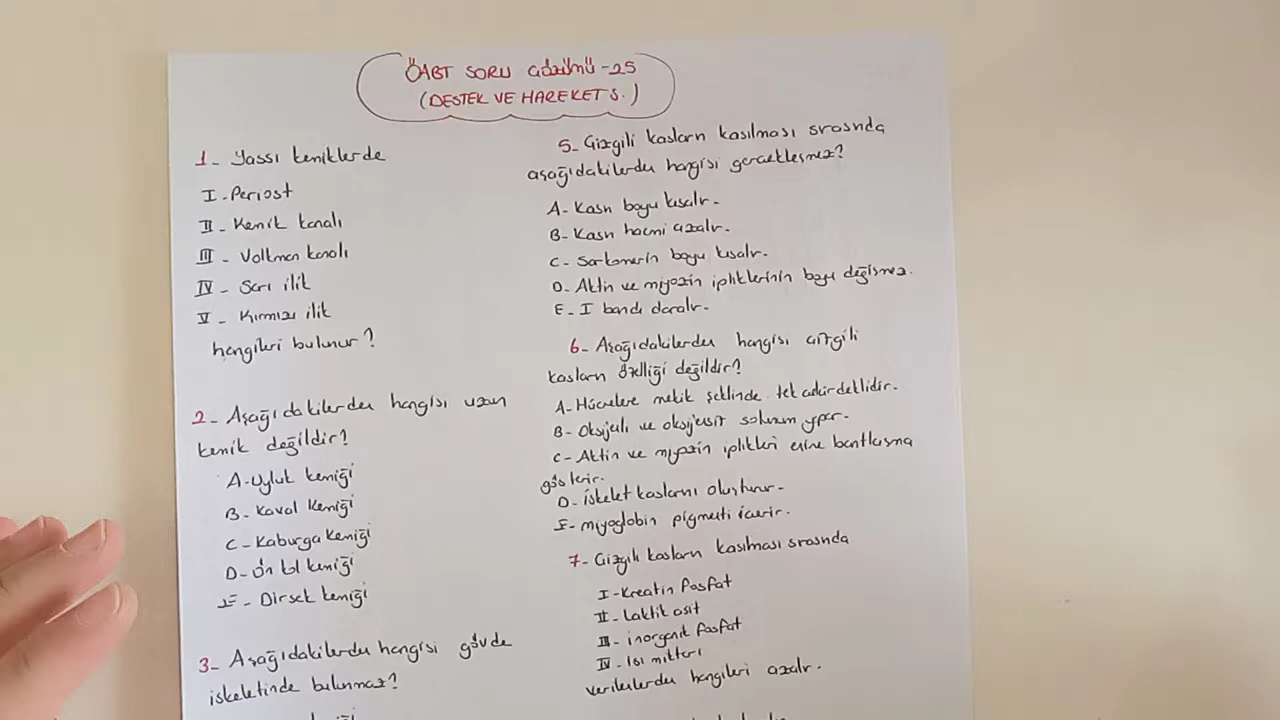 ÖABT SORU ÇÖZÜMÜ-25
(DESTEK VE HAREKET S.)
1- Yassı kemiklerde
I-Periost
II- Kemik kanalı
III- Volkman kanalı
IV- Sarı ilik
V- Kırmızı ilik
hangileri bulunur?
2- Aşağıdakilerden hangisi uzun
kemik değildir?
A-Uyluk kemiği
B- Kaval kemiği
C- Kaburga kemiği
D- Ön kol kemiği
E- Dirsek kemiği
3- Aşağıdakilerden hangisi gövde
iskeletinde bulunmaz?
5- Çizgili kasların kasılması sırasında
aşağıdakilerden hangisi gerçekleşmez?
A- Kasın boyu kısalır.
B- Kasın hacmi azalır.
C- Sarkomerin boyu kısalır.
D- Aktin ve miyozin ipliklerinin boyu değişmez.
E- I bandı daralır.
6- Aşağıdakilerden hangisi çizgili
kasların özelliği değildir?
A- Hücreleri mekik şeklinde tek çekirdeklidir.
B- Oksijenli ve oksijensiz solunum yapar.
C- Aktin ve miyozin iplikleri enine bantlaşma
gösterir.
D- İskelet kaslarını oluşturur.
E- miyoglobin pigmenti içerir.
7- Çizgili kasların kasılması sırasında
I-Kreatin fosfat
II- Laktik asit
III- inorganik fosfat
IV- Isı miktarı
verilenlerden hangileri azalır.